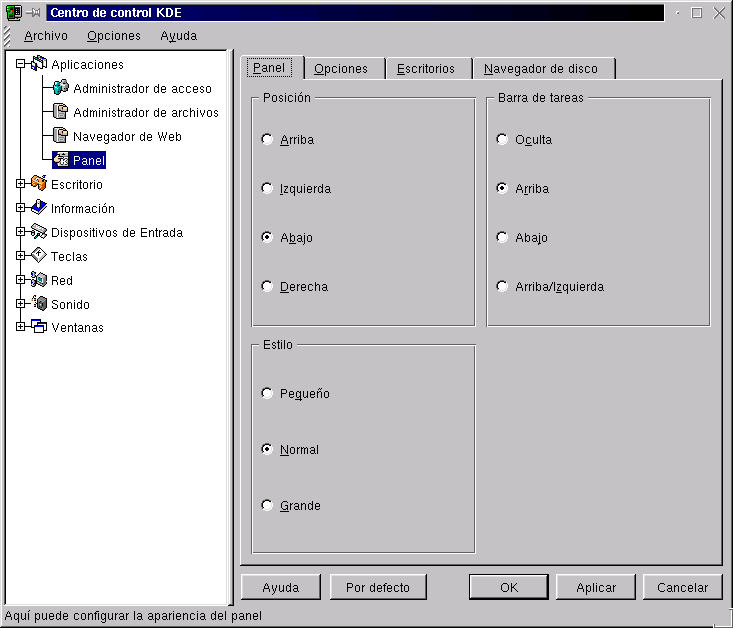 Centro de control KDE
Archivo Opciones Ayuda
Aplicaciones
Administrador de acceso
Administrador de archivos
Navegador de Web
Panel
Escritorio
Información
Dispositivos de Entrada
Teclas
Red
Sonido
Ventanas
Panel Opciones Escritorios Navegador de disco
Posición
Arriba
Izquierda
Abajo
Derecha
Barra de tareas
Oculta
Arriba
Abajo
Arriba/Izquierda
Estilo
Pequeño
Normal
Grande
Ayuda Por defecto OK Aplicar Cancelar
Aquí puede configurar la apariencia del panel